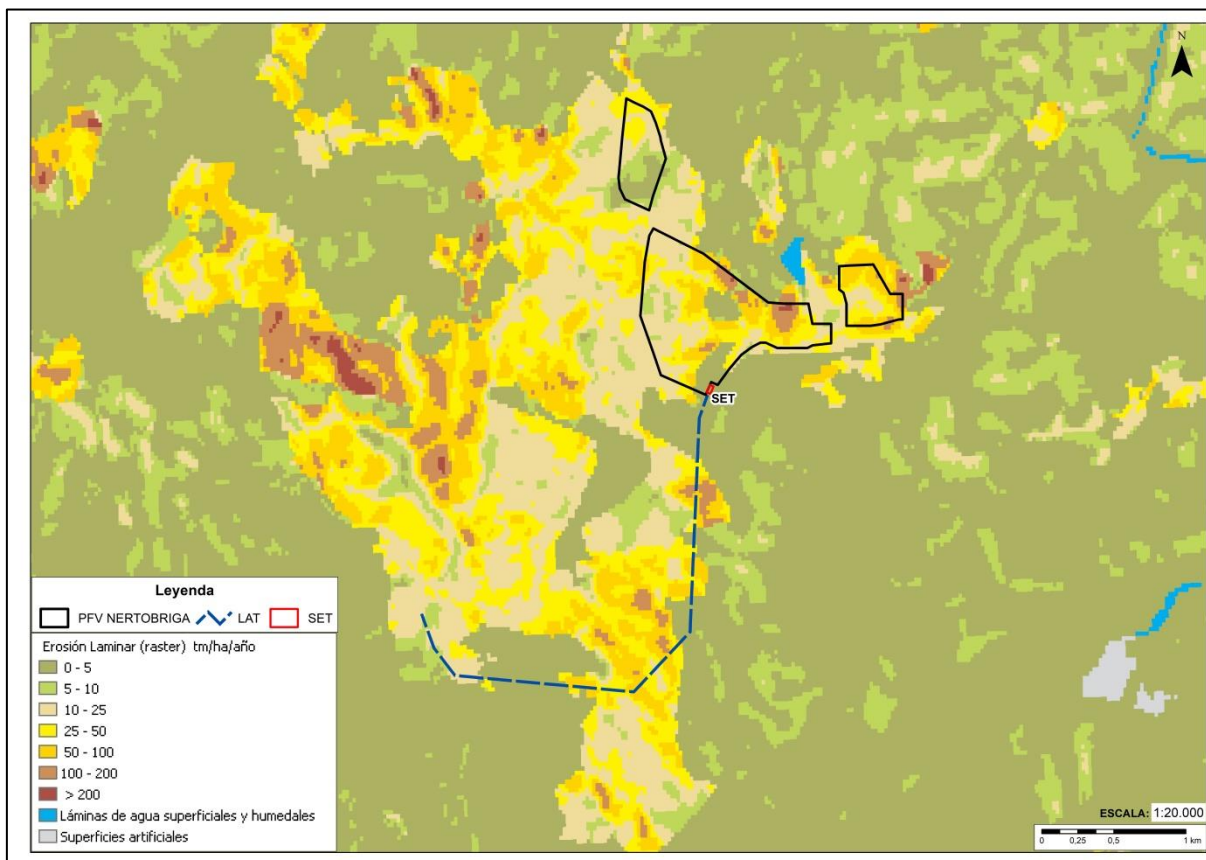 N
SET
Leyenda
PFV NERTOBRIGA LAT SET
Erosión Laminar (raster) tm/ha/año
0 - 5
5 - 10
10 - 25
25 - 50
50 - 100
100 - 200
> 200
Láminas de agua superficiales y humedales
Superficies artificiales
ESCALA: 1:20.000
0 0,25 0,5 1 km